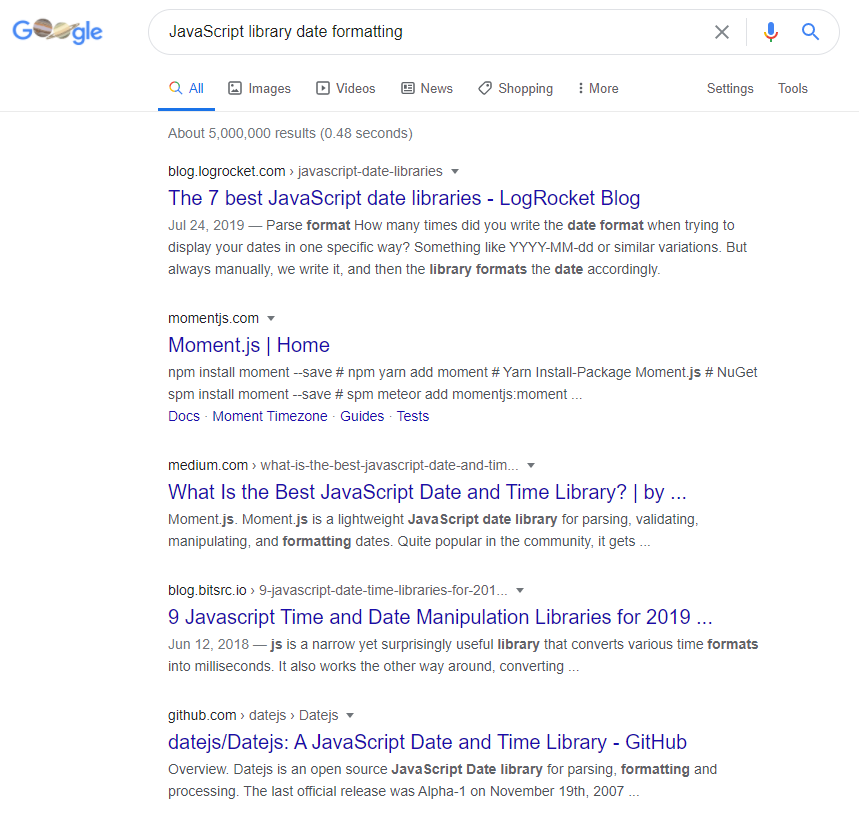 Google
JavaScript library date formatting
All Images Videos News Shopping More Settings Tools
About 5,000,000 results (0.48 seconds)
blog.logrocket.com › javascript-date-libraries
The 7 best JavaScript date libraries - LogRocket Blog
Jul 24, 2019 — Parse format How many times did you write the date format when trying to
display your dates in one specific way? Something like YYYY-MM-dd or similar variations. But
always manually, we write it, and then the library formats the date accordingly.
momentjs.com
Moment.js | Home
npm install moment --save # npm yarn add moment # Yarn Install-Package Moment.js # NuGet
spm install moment --save # spm meteor add momentjs:moment ...
Docs · Moment Timezone · Guides · Tests
medium.com › what-is-the-best-javascript-date-and-tim...
What Is the Best JavaScript Date and Time Library? | by ...
Moment.js. Moment.js is a lightweight JavaScript date library for parsing, validating,
manipulating, and formatting dates. Quite popular in the community, it gets ...
blog.bitsrc.io › 9-javascript-date-time-libraries-for-201...
9 Javascript Time and Date Manipulation Libraries for 2019 ...
Jun 12, 2018 — js is a narrow yet surprisingly useful library that converts various time formats
into milliseconds. It also works the other way around, converting ...
github.com › datejs › Datejs
datejs/Datejs: A JavaScript Date and Time Library - GitHub
Overview. Datejs is an open source JavaScript Date library for parsing, formatting and
processing. The last official release was Alpha-1 on November 19th, 2007 ...